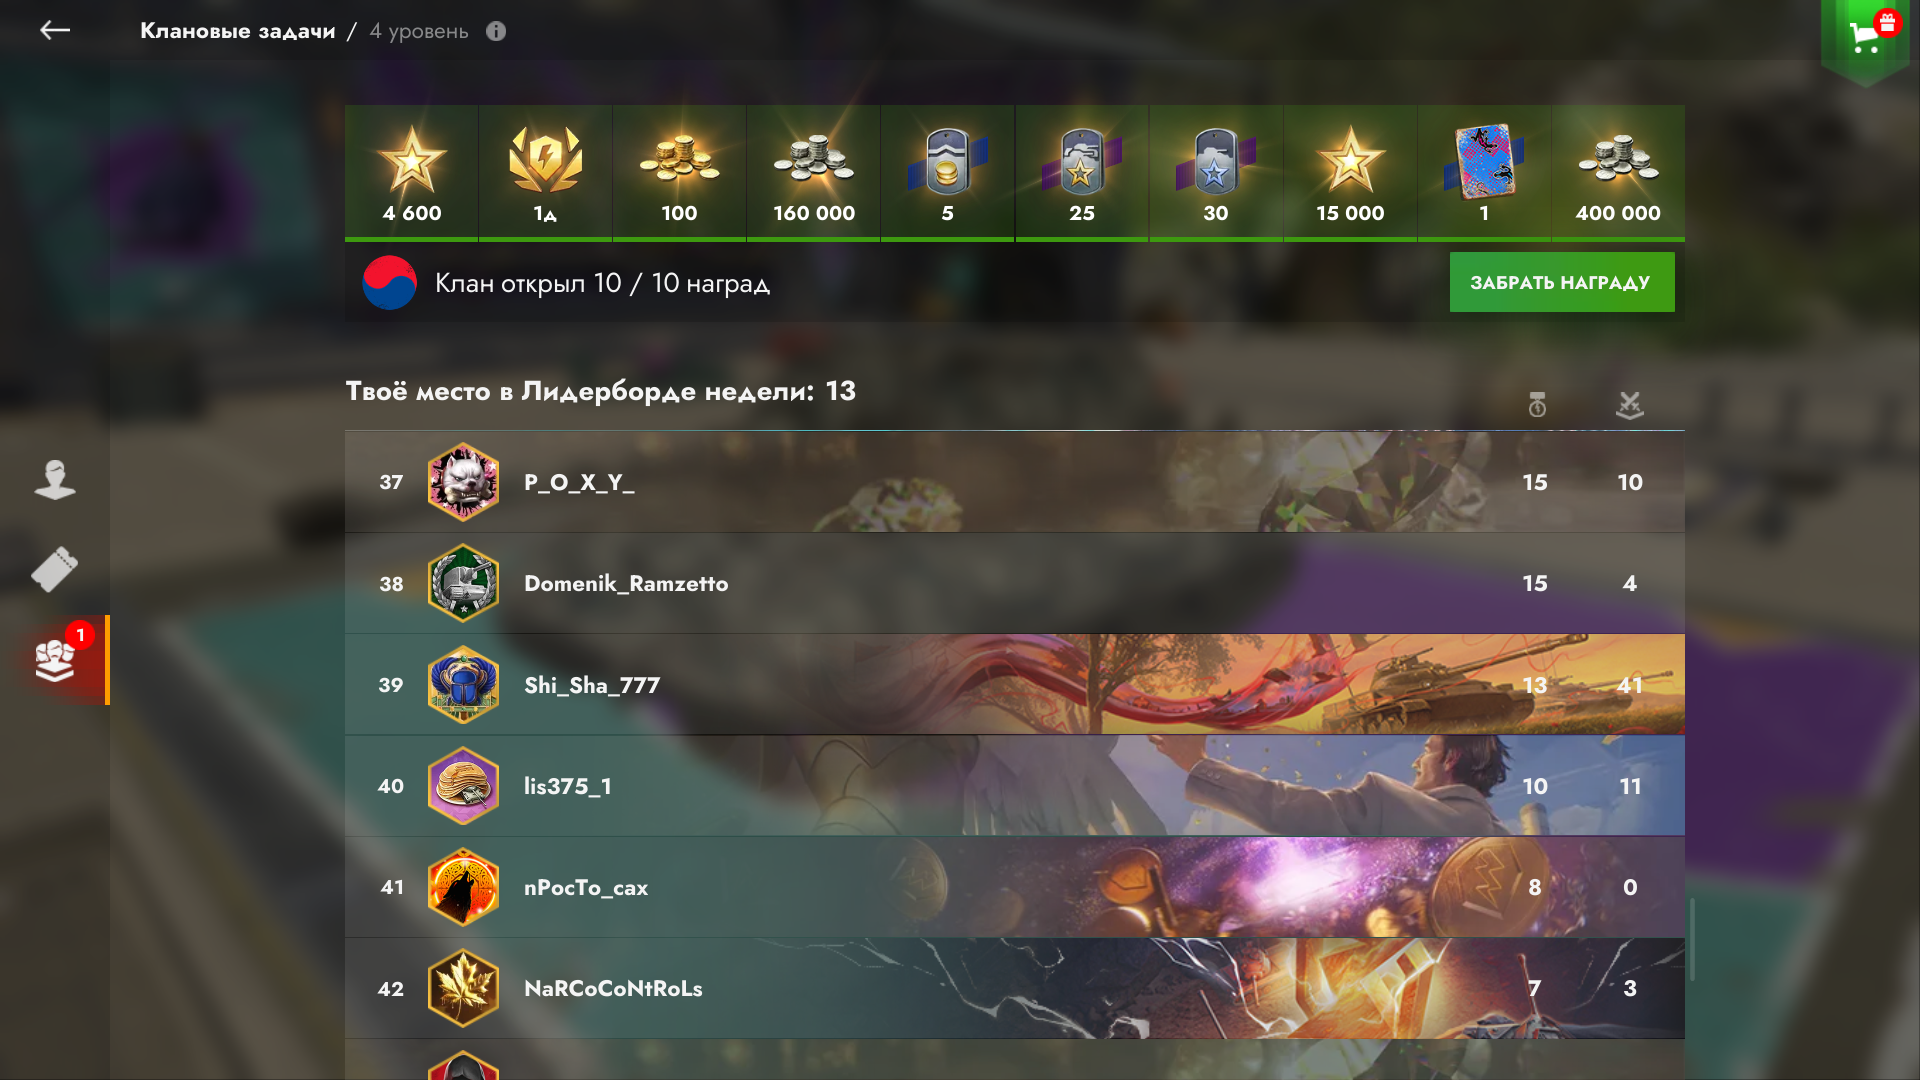 Клановые задачи / 4 уровень
4 600 1д 100 160 000 5 25 30 15 000 1 400 000
Клан открыл 10 / 10 наград
ЗАБРАТЬ НАГРАДУ
Твоё место в Лидерборде недели: 13
37 P_O_X_Y_ 15 10
38 Domenik_Ramzetto 15 4
1
39 Shi_Sha_777 13 41
40 lis375_1 10 11
41 nPocTo_cax 8 0
42 NaRCoCoNtRoLs 7 3